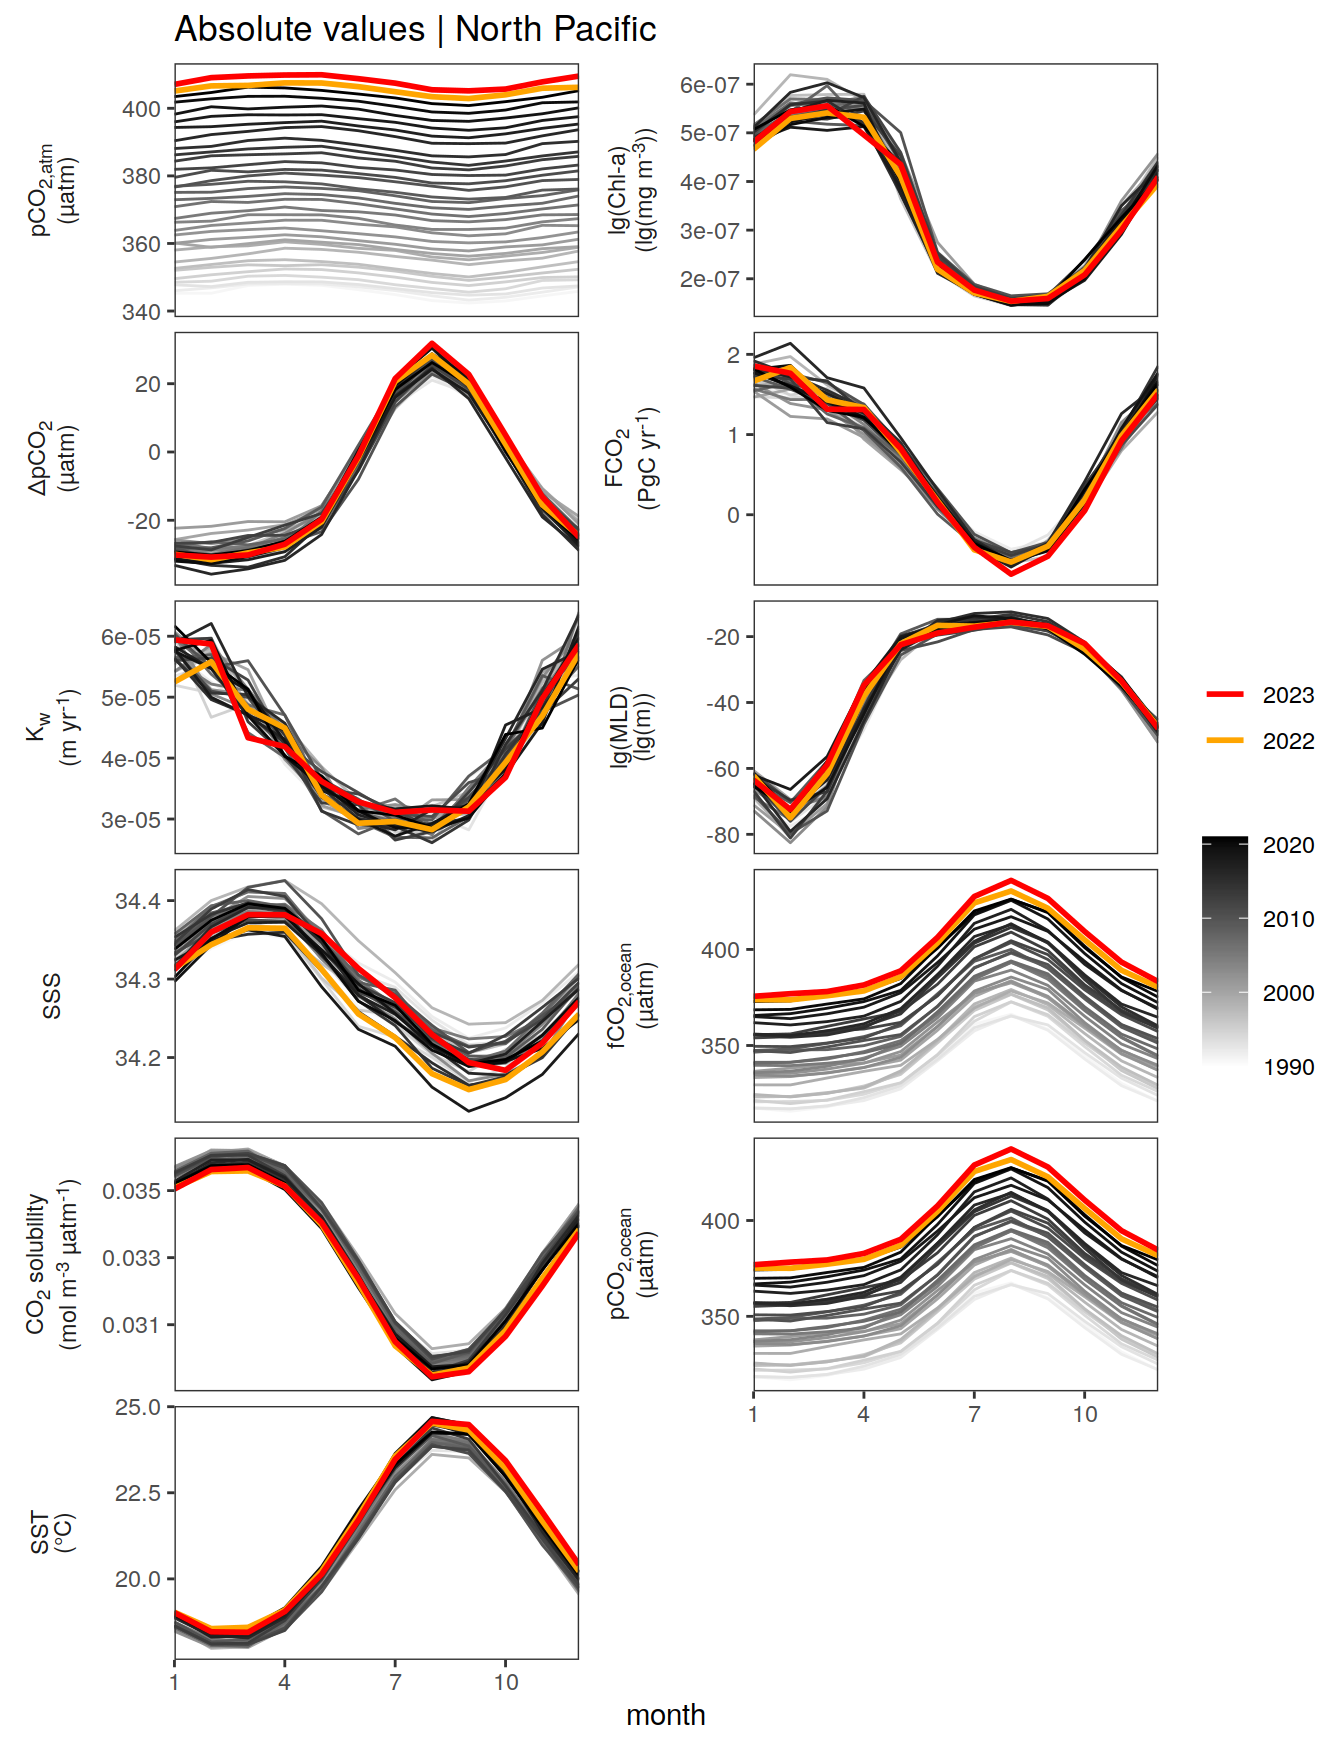 Absolute values | North Pacific
pCO2,atm
(µatm)
400
380
360
340
lg(Chl-a)
(lg(mg m-3))
6e-07
5e-07
4e-07
3e-07
2e-07
ΔpCO2
(µatm)
20
0
-20
FCO2
(PgC yr-1)
2
1
0
Kw
(m yr-1)
6e-05
5e-05
4e-05
3e-05
lg(MLD)
(lg(m))
-20
-40
-60
-80
2023
2022
2020
2010
2000
1990
SSS
34.4
34.3
34.2
fCO2,ocean
(µatm)
400
350
CO2 solubility
(mol m-3 µatm-1)
0.035
0.033
0.031
pCO2,ocean
(µatm)
400
350
1 4 7 10
SST
(°C)
25.0
22.5
20.0
1 4 7 10
month